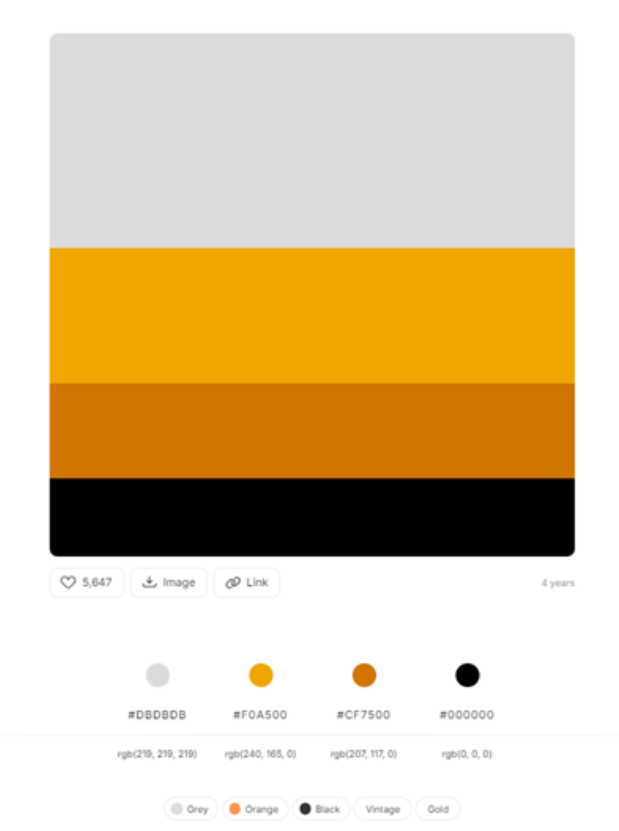 5,647 Image Link 4 years
#DBDBDB #F0A500 #CF7500 #000000
rgb(219, 219, 219) rgb(240, 165, 0) rgb(207, 117, 0) rgb(0, 0, 0)
Grey Orange Black Vintage Gold